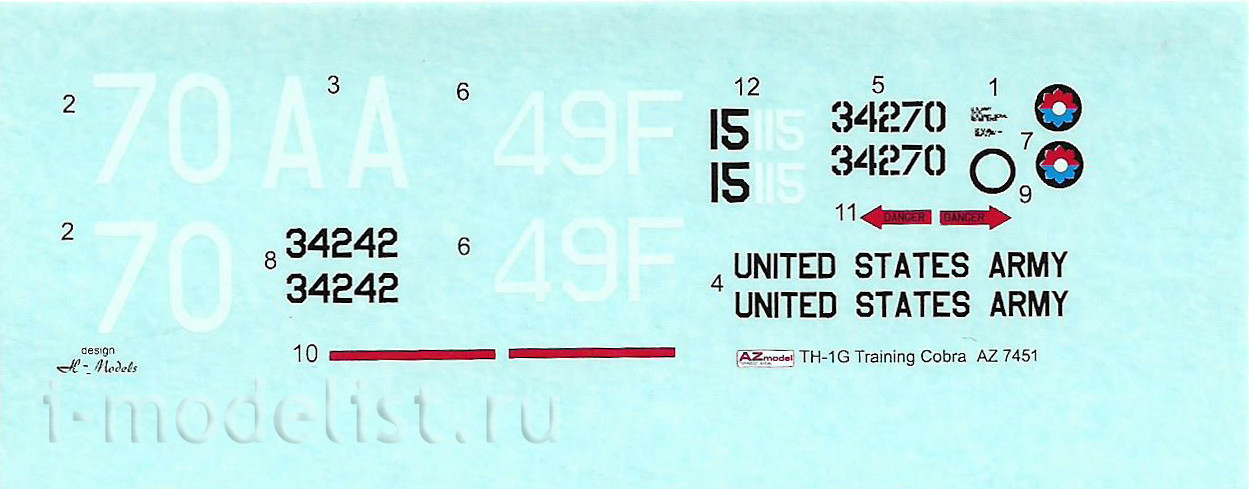 3 12 5 1
2 70 AA 6 49F 15 115 34270
7
15 115 34270
9
11 DANGER DANGER
2 70 8 34242 6 49F
34242
4 UNITED STATES ARMY
UNITED STATES ARMY
design
H-Models
10
AZmodel TH-1G Training Cobra AZ 7451
i-modelist.ru